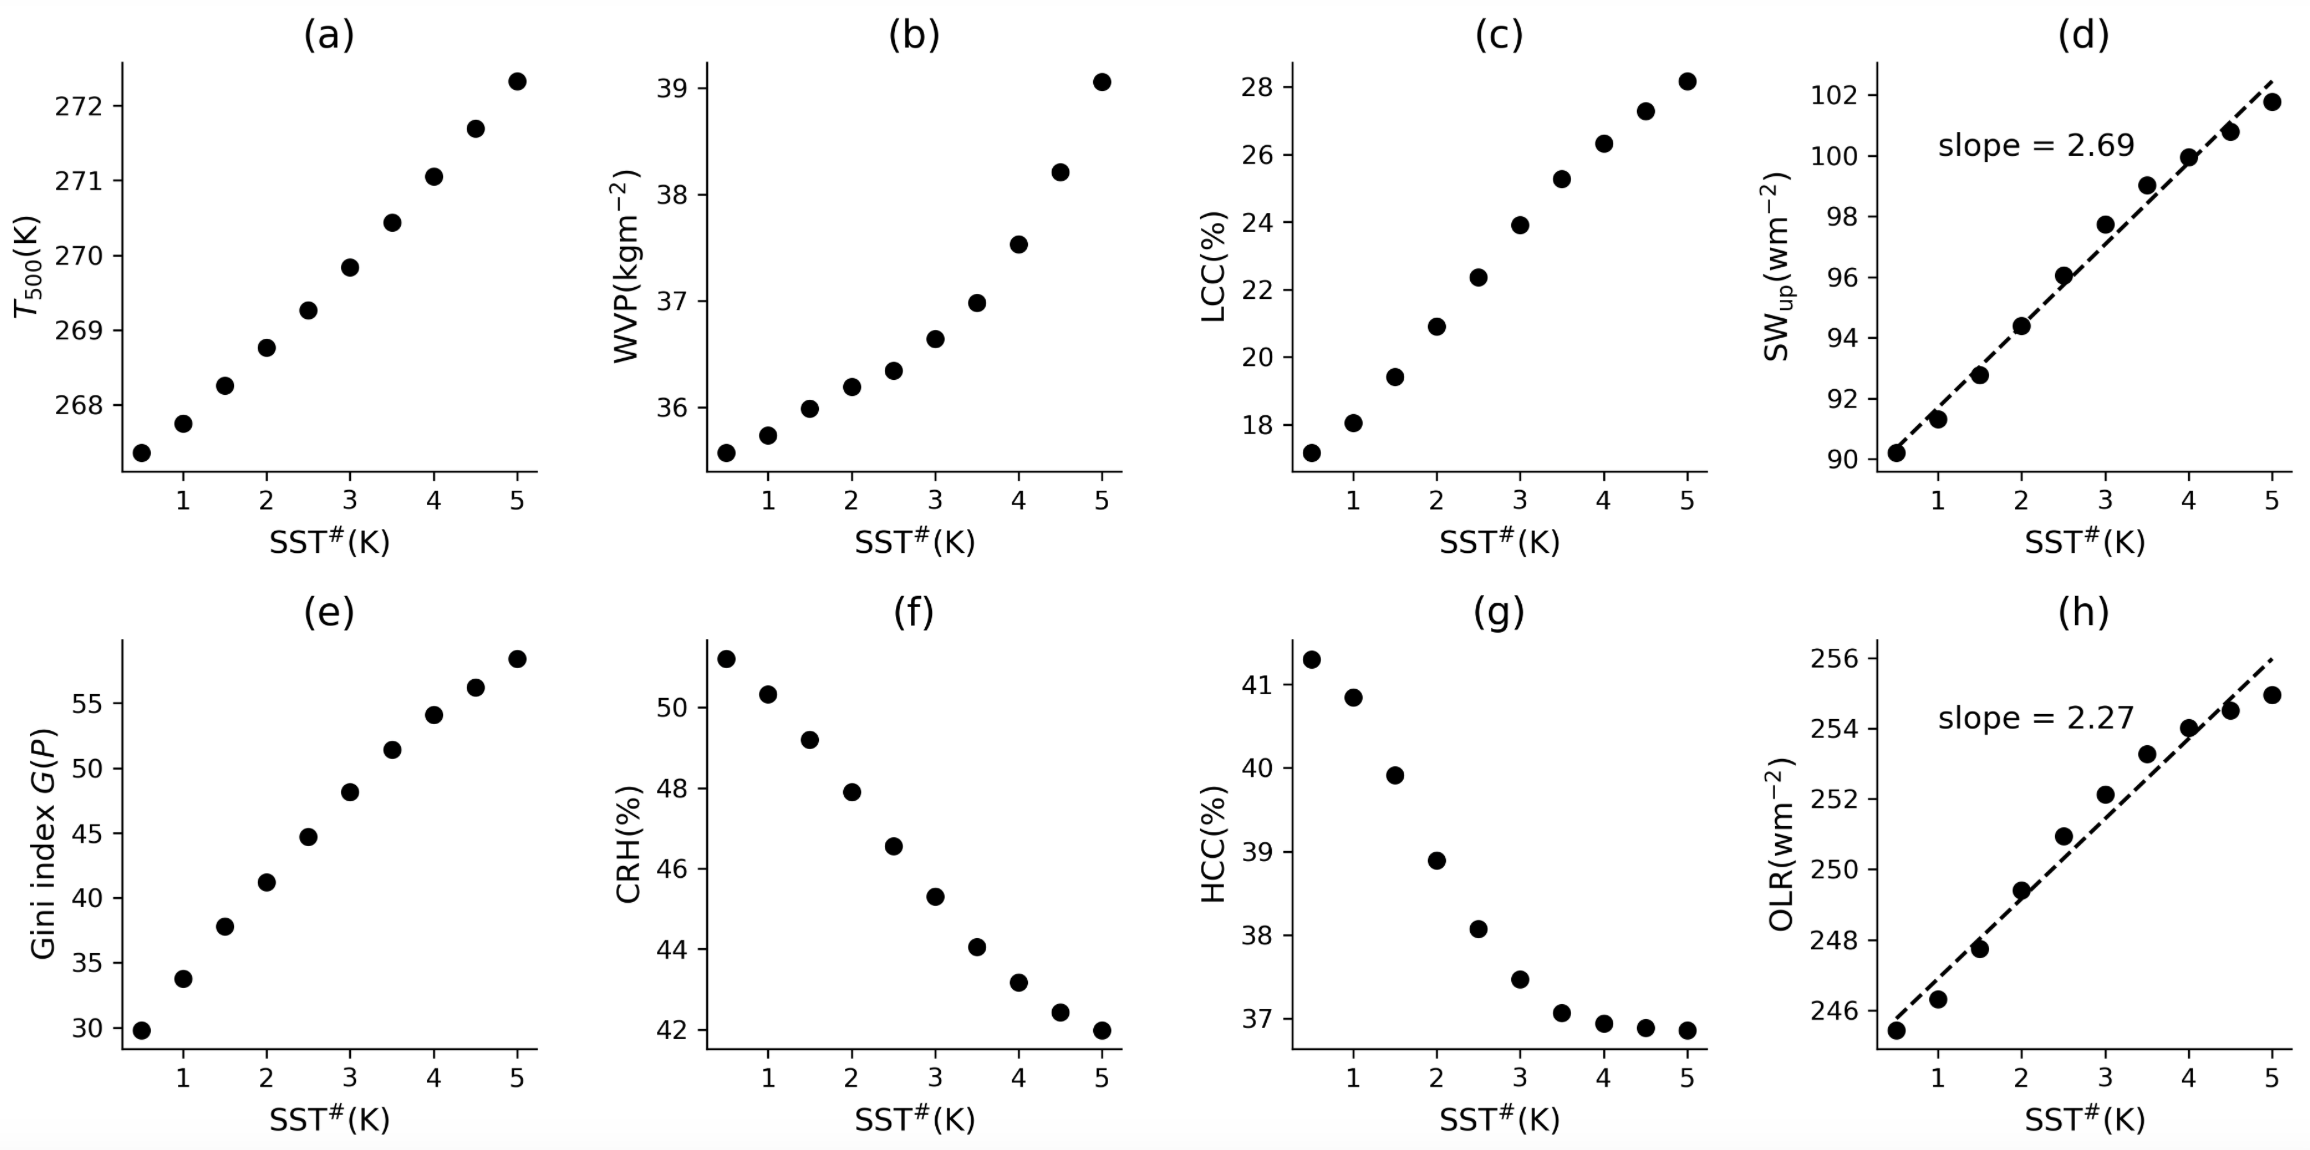 (a)
272
271
270
269
268
T500(K)
1 2 3 4 5
SST#(K)
(b)
39
38
37
36
WVP(kgm−2)
1 2 3 4 5
SST#(K)
(c)
28
26
24
22
20
18
LCC(%)
1 2 3 4 5
SST#(K)
(d)
102
100
98
96
94
92
90
SWup(wm−2)
slope = 2.69
1 2 3 4 5
SST#(K)
(e)
55
50
45
40
35
30
Gini index G(P)
1 2 3 4 5
SST#(K)
(f)
50
48
46
44
42
CRH(%)
1 2 3 4 5
SST#(K)
(g)
41
40
39
38
37
HCC(%)
1 2 3 4 5
SST#(K)
(h)
256
254
252
250
248
246
OLR(wm−2)
slope = 2.27
1 2 3 4 5
SST#(K)